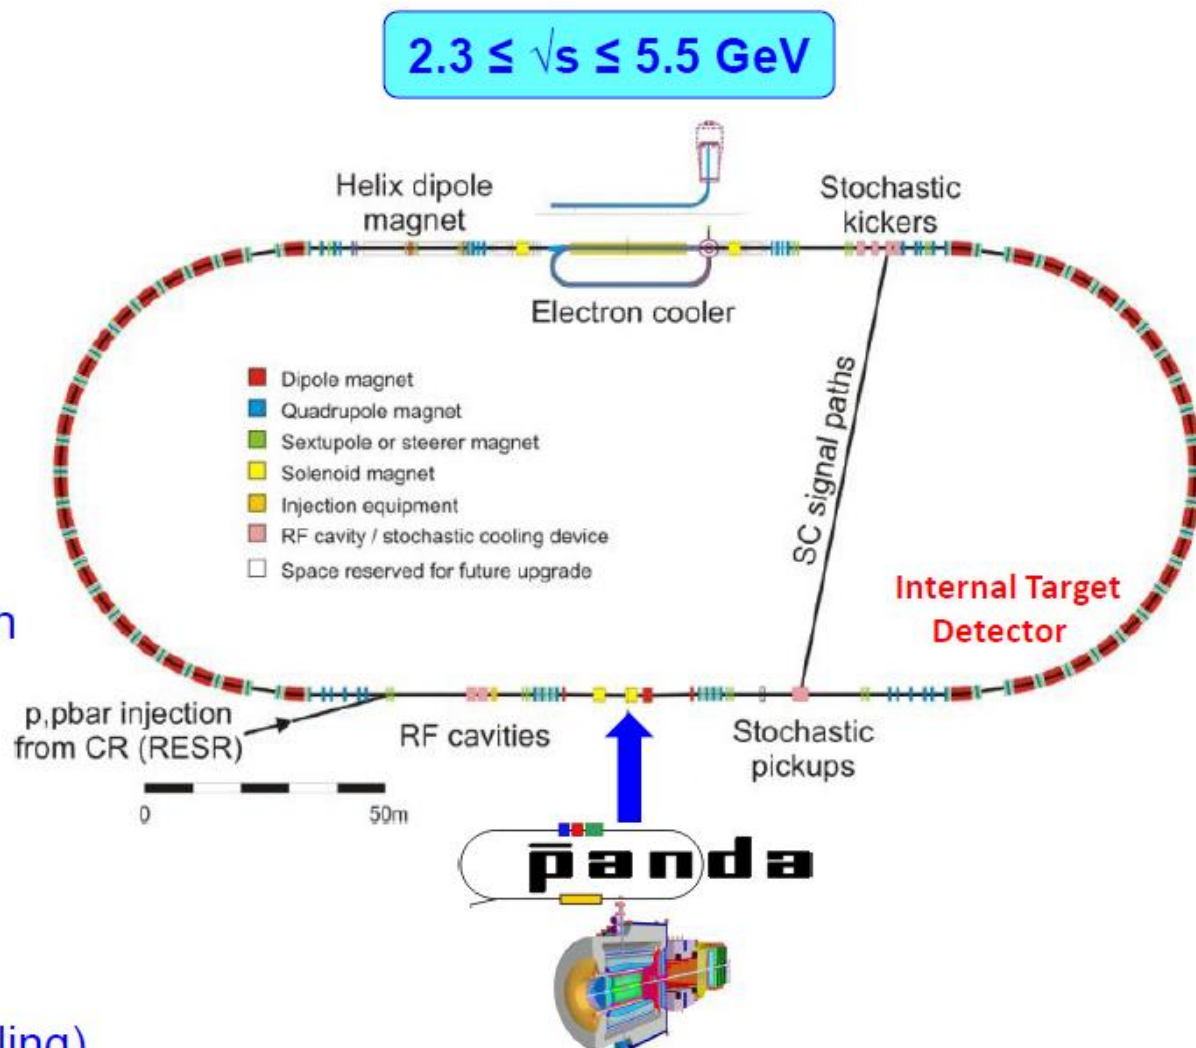 2.3 ≤ √s ≤ 5.5 GeV
Helix dipole
magnet
Stochastic
kickers
Electron cooler
Dipole magnet
Quadrupole magnet
Sextupole or steerer magnet
Solenoid magnet
Injection equipment
RF cavity / stochastic cooling device
Space reserved for future upgrade
SC signal paths
Internal Target
Detector
p,pbar injection
from CR (RESR)
RF cavities
Stochastic
pickups
0 50m
p̅anda
ling)